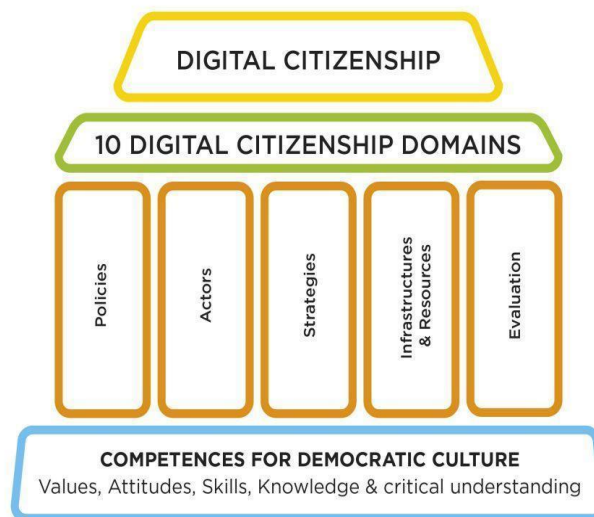 DIGITAL CITIZENSHIP
10 DIGITAL CITIZENSHIP DOMAINS
Policies
Actors
Strategies
Infrastructures
& Resources
Evaluation
COMPETENCES FOR DEMOCRATIC CULTURE
Values, Attitudes, Skills, Knowledge & critical understanding